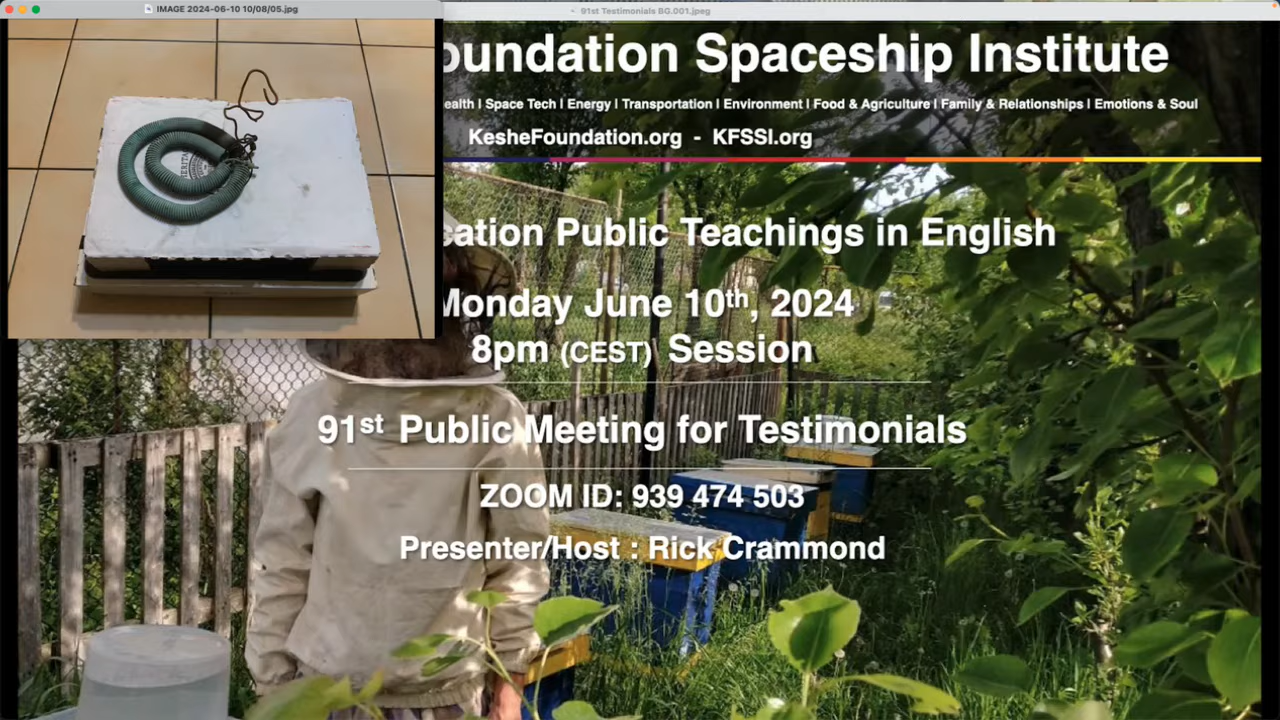 IMAGE 2024-06-10 10/08/05.jpg
91st Testimonials BG.001.jpeg
oundation Spaceship Institute
ealth I Space Tech I Energy I Transportation I Environment I Food & Agriculture I Family & Relationships I Emotions & Soul
KesheFoundation.org - KFSSI.org
cation Public Teachings in English
Monday June 10th, 2024
8pm (CEST) Session
91st Public Meeting for Testimonials
ZOOM ID: 939 474 503
Presenter/Host : Rick Crammond